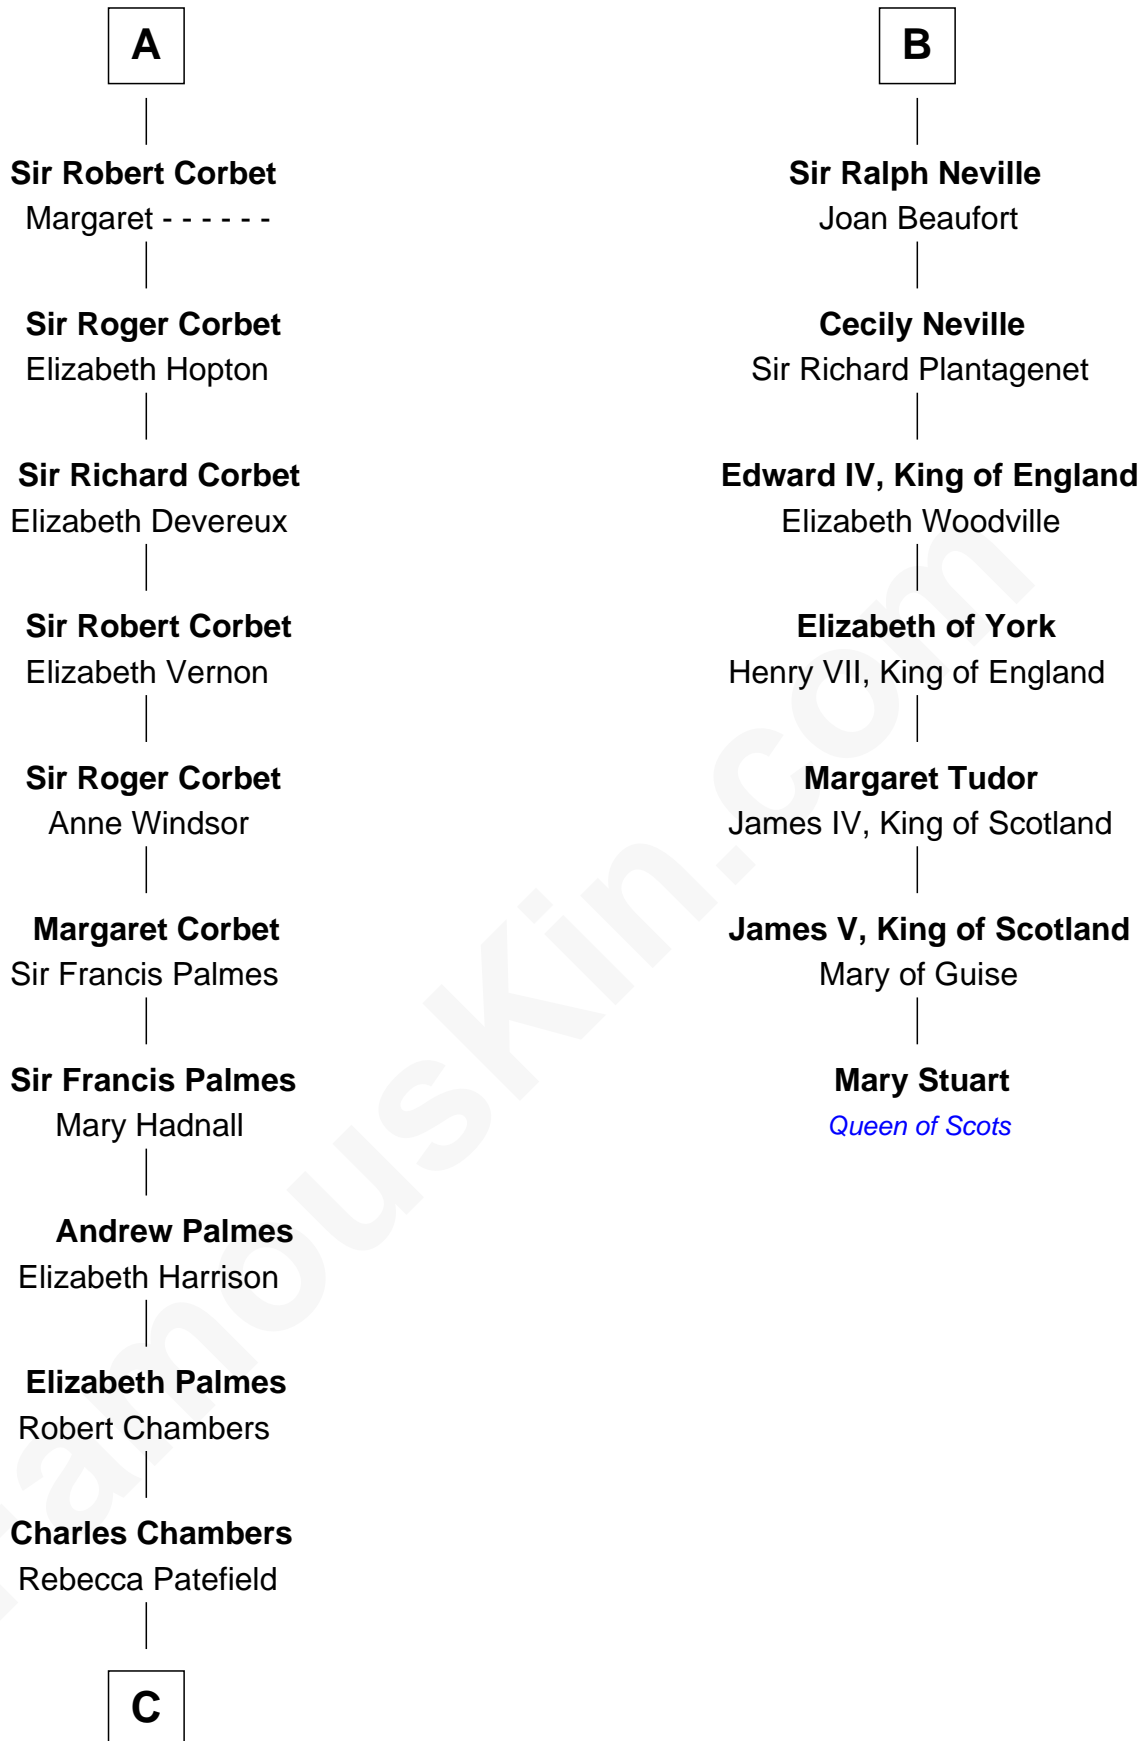 A
Sir Robert Corbet
Margaret - - - - - -
Sir Roger Corbet
Elizabeth Hopton
Sir Richard Corbet
Elizabeth Devereux
Sir Robert Corbet
Elizabeth Vernon
Sir Roger Corbet
Anne Windsor
Margaret Corbet
Sir Francis Palmes
Sir Francis Palmes
Mary Hadnall
Andrew Palmes
Elizabeth Harrison
Elizabeth Palmes
Robert Chambers
Charles Chambers
Rebecca Patefield
C
B
Sir Ralph Neville
Joan Beaufort
Cecily Neville
Sir Richard Plantagenet
Edward IV, King of England
Elizabeth Woodville
Elizabeth of York
Henry VII, King of England
Margaret Tudor
James IV, King of Scotland
James V, King of Scotland
Mary of Guise
Mary Stuart
Queen of Scots
FamousKin.com